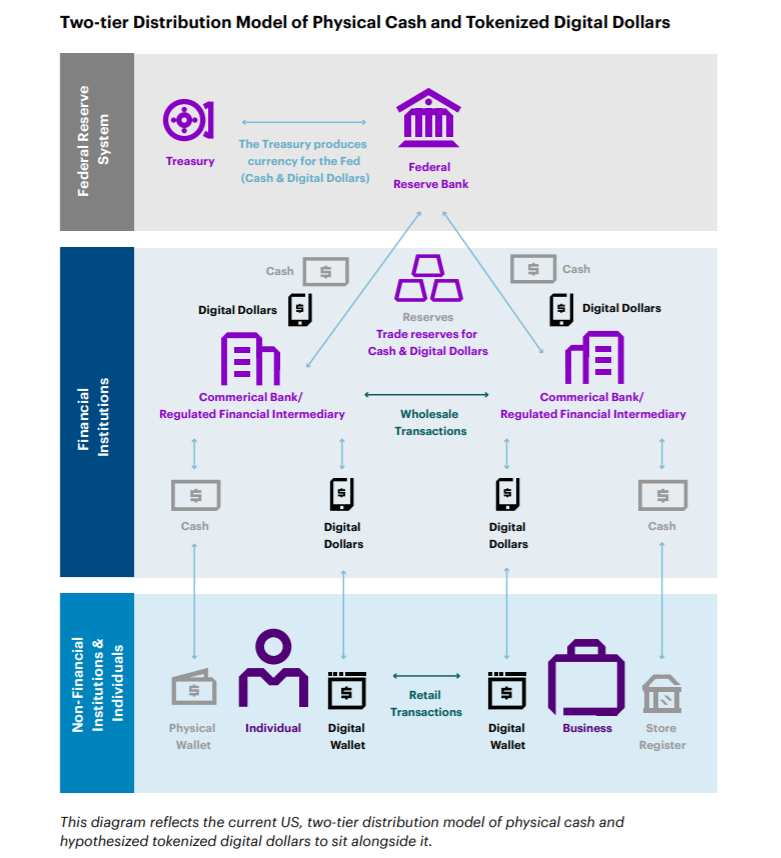 Two-tier Distribution Model of Physical Cash and Tokenized Digital Dollars
Federal Reserve
System
Treasury
The Treasury produces
currency for the Fed
(Cash & Digital Dollars)
Federal
Reserve Bank
Financial
Institutions
Cash
$
Digital Dollars
$
Reserves
Trade reserves for
Cash & Digital Dollars
$
Cash
$
Digital Dollars
Commerical Bank/
Regulated Financial Intermediary
Wholesale
Transactions
Commerical Bank/
Regulated Financial Intermediary
$
Cash
$
Digital
Dollars
$
Digital
Dollars
$
Cash
Non-Financial
Institutions &
Individuals
$
Physical
Wallet
Individual
$
Digital
Wallet
Retail
Transactions
$
Digital
Wallet
Business
Store
Register
This diagram reflects the current US, two-tier distribution model of physical cash and
hypothesized tokenized digital dollars to sit alongside it.